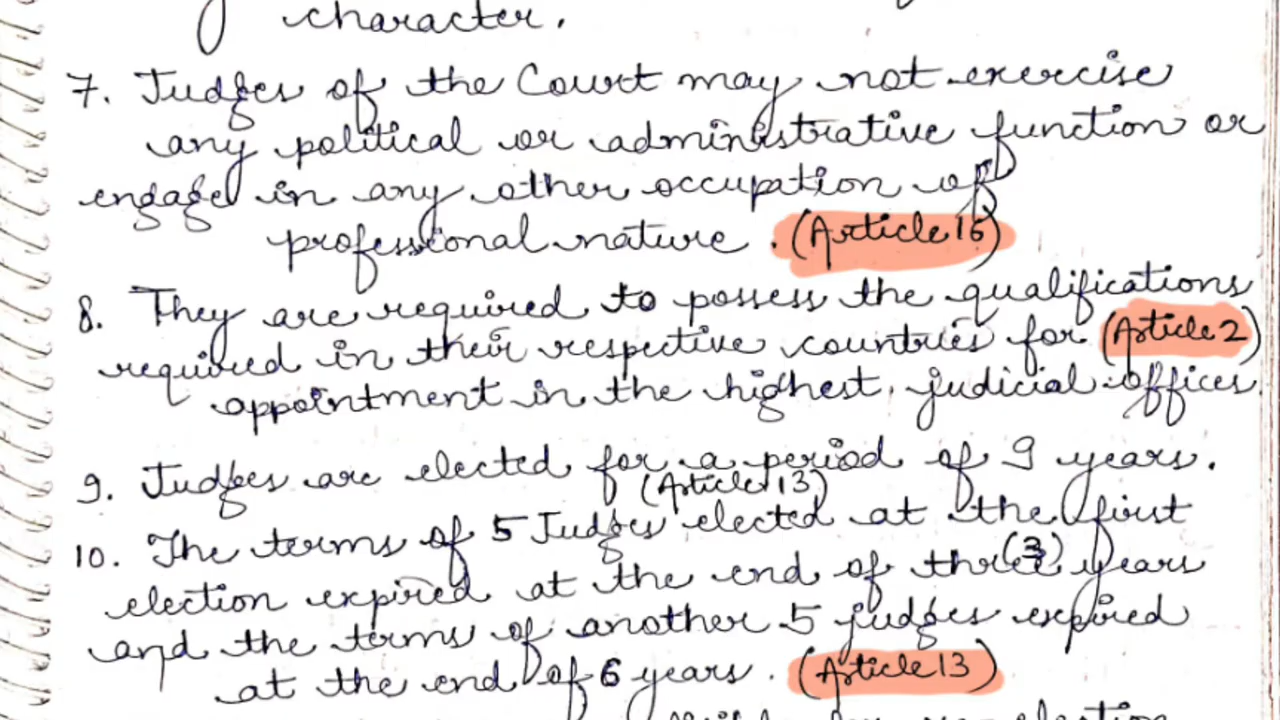 character.
7. Judges of the Court may not exercise
any political or administrative function or
engage in any other occupation of
professional nature. (Article 16)
8. They are required to possess the qualifications
required in their respective countries for (Article 2)
appointment in the highest judicial offices
9. Judges are elected for a period of 9 years.
(Article 13)
10. The terms of 5 Judges elected at the first
election expired at the end of three (3) years
and the terms of another 5 judges expired
at the end of 6 years. (Article 13)
election